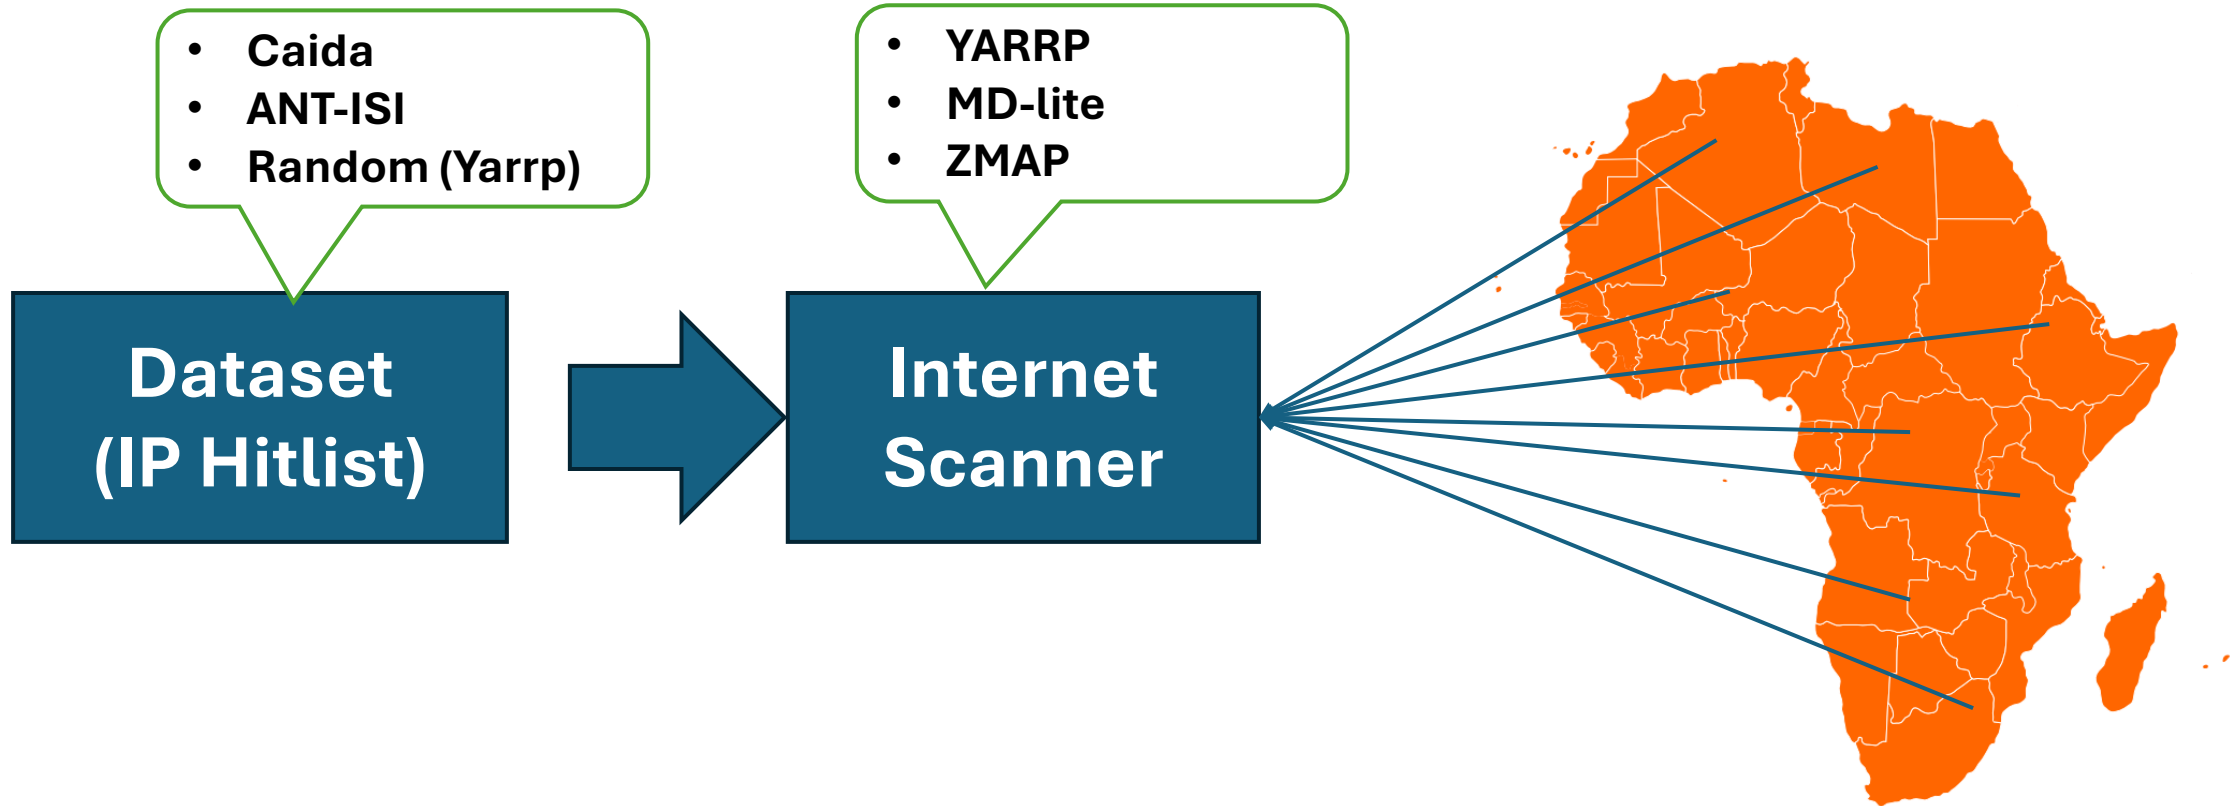 • Caida
• ANT-ISI
• Random (Yarrp)
• YARRP
• MD-lite
• ZMAP
Dataset
(IP Hitlist)
Internet
Scanner